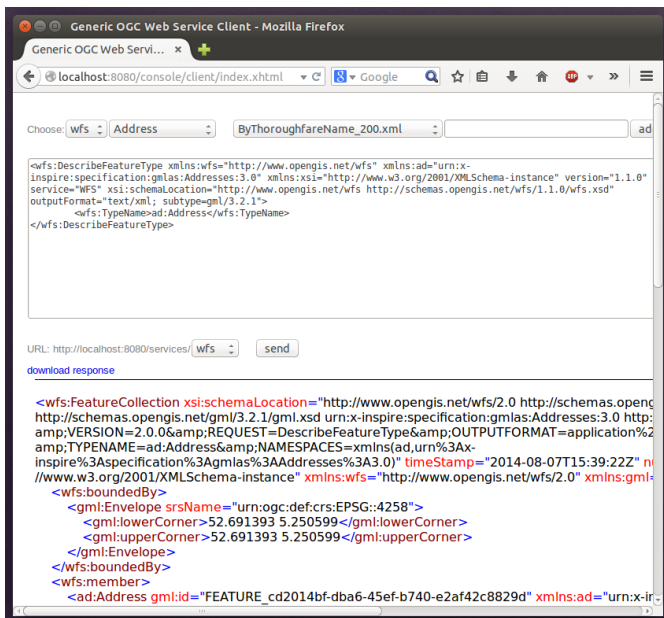 Generic OGC Web Service Client - Mozilla Firefox
Generic OGC Web Servi... ×
localhost:8080/console/client/index.xhtml
Google
ABP
Choose: wfs Address ByThoroughfareName_200.xml ad
<wfs:DescribeFeatureType xmlns:wfs="http://www.opengis.net/wfs" xmlns:ad="urn:x-
inspire:specification:gmlas:Addresses:3.0" xmlns:xsi="http://www.w3.org/2001/XMLSchema-instance" version="1.1.0"
service="WFS" xsi:schemaLocation="http://www.opengis.net/wfs http://schemas.opengis.net/wfs/1.1.0/wfs.xsd"
outputFormat="text/xml; subtype=gml/3.2.1">
<wfs:TypeName>ad:Address</wfs:TypeName>
</wfs:DescribeFeatureType>
URL: http://localhost:8080/services/ wfs send
download response
<wfs:FeatureCollection xsi:schemaLocation="http://www.opengis.net/wfs/2.0 http://schemas.openg
http://schemas.opengis.net/gml/3.2.1/gml.xsd urn:x-inspire:specification:gmlas:Addresses:3.0 http:
amp;VERSION=2.0.0&amp;REQUEST=DescribeFeatureType&amp;OUTPUTFORMAT=application%2
amp;TYPENAME=ad:Address&amp;NAMESPACES=xmlns(ad,urn%3Ax-
inspire%3Aspecification%3Agmlas%3AAddresses%3A3.0)" timeStamp="2014-08-07T15:39:22Z" nu
//www.w3.org/2001/XMLSchema-instance" xmlns:wfs="http://www.opengis.net/wfs/2.0" xmlns:gml=
<wfs:boundedBy>
<gml:Envelope srsName="urn:ogc:def:crs:EPSG::4258">
<gml:lowerCorner>52.691393 5.250599</gml:lowerCorner>
<gml:upperCorner>52.691393 5.250599</gml:upperCorner>
</gml:Envelope>
</wfs:boundedBy>
<wfs:member>
<ad:Address gml:id="FEATURE_cd2014bf-dba6-45ef-b740-e2af42c8829d" xmlns:ad="urn:x-in